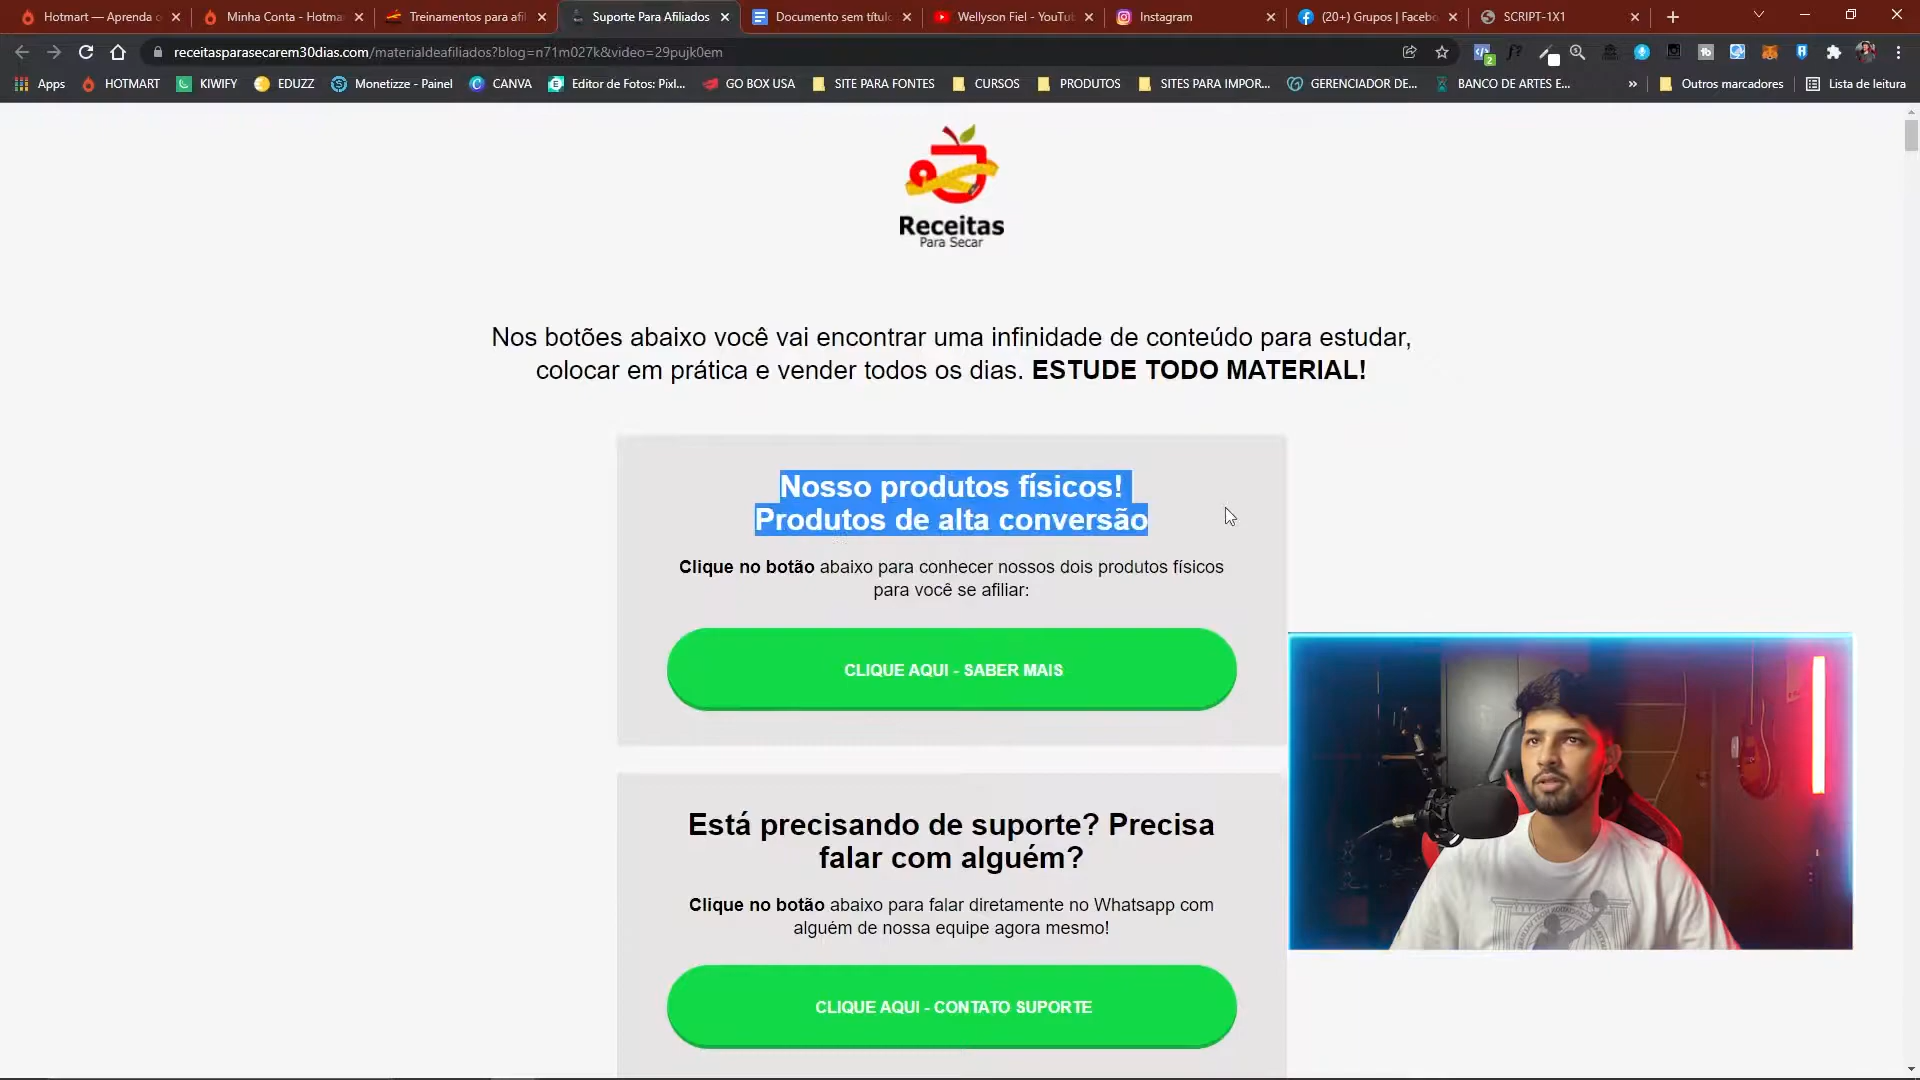 Hotmart — Aprenda o
Minha Conta - Hotma
Treinamentos para afi
Suporte Para Afiliados
Documento sem títul
Wellyson Fiel - YouTu
Instagram
(20+) Grupos | Facebo
SCRIPT-1X1
receitasparasecarem30dias.com/materialdeafiliados?blog=n71m027k&video=29pujk0em
Apps
HOTMART
KIWIFY
EDUZZ
Monetizze - Painel
CANVA
Editor de Fotos: Pixl...
GO BOX USA
SITE PARA FONTES
CURSOS
PRODUTOS
SITES PARA IMPOR...
GERENCIADOR DE...
BANCO DE ARTES E...
»
Outros marcadores
Lista de leitura
Receitas
Para Secar
Nos botões abaixo você vai encontrar uma infinidade de conteúdo para estudar,
colocar em prática e vender todos os dias. ESTUDE TODO MATERIAL!
Nosso produtos físicos!
Produtos de alta conversão
Clique no botão abaixo para conhecer nossos dois produtos físicos
para você se afiliar:
CLIQUE AQUI - SABER MAIS
Está precisando de suporte? Precisa
falar com alguém?
Clique no botão abaixo para falar diretamente no Whatsapp com
alguém de nossa equipe agora mesmo!
CLIQUE AQUI - CONTATO SUPORTE